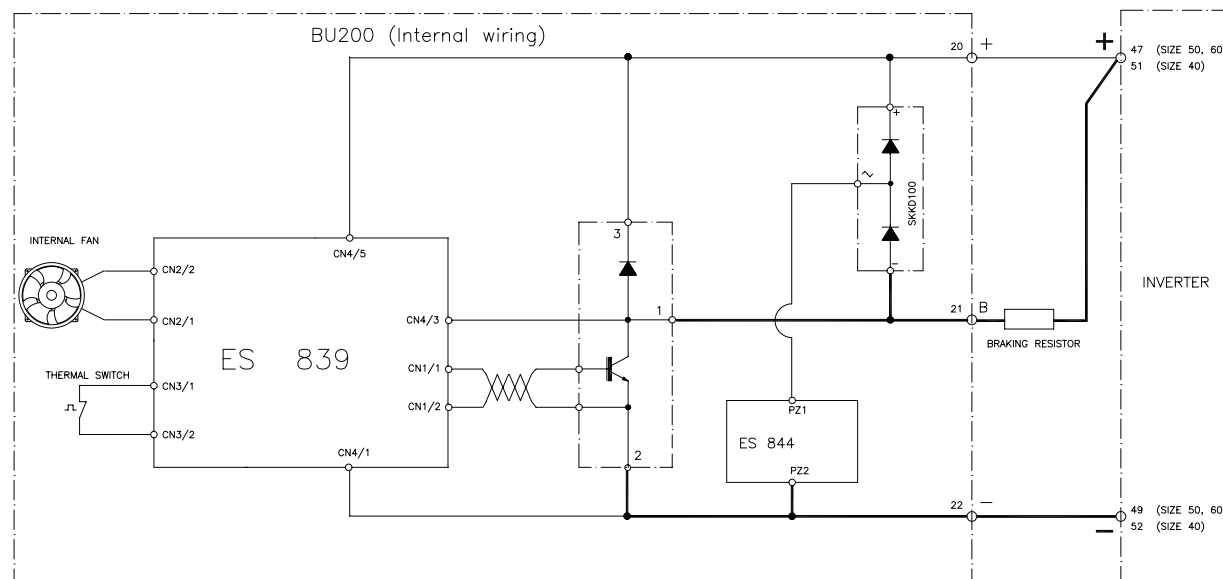 BU200 (Internal wiring)
20 +
+
47 (SIZE 50, 60
51 (SIZE 40)
+
~
SKKD100
-
INTERNAL FAN
CN4/5
3
CN2/2
INVERTER
CN2/1
CN4/3
1
21 B
BRAKING RESISTOR
ES 839
THERMAL SWITCH
CN1/1
CN3/1
CN1/2
PZ1
CN3/2
ES 844
CN4/1
2
PZ2
22 -
49 (SIZE 50, 60
-
52 (SIZE 40)